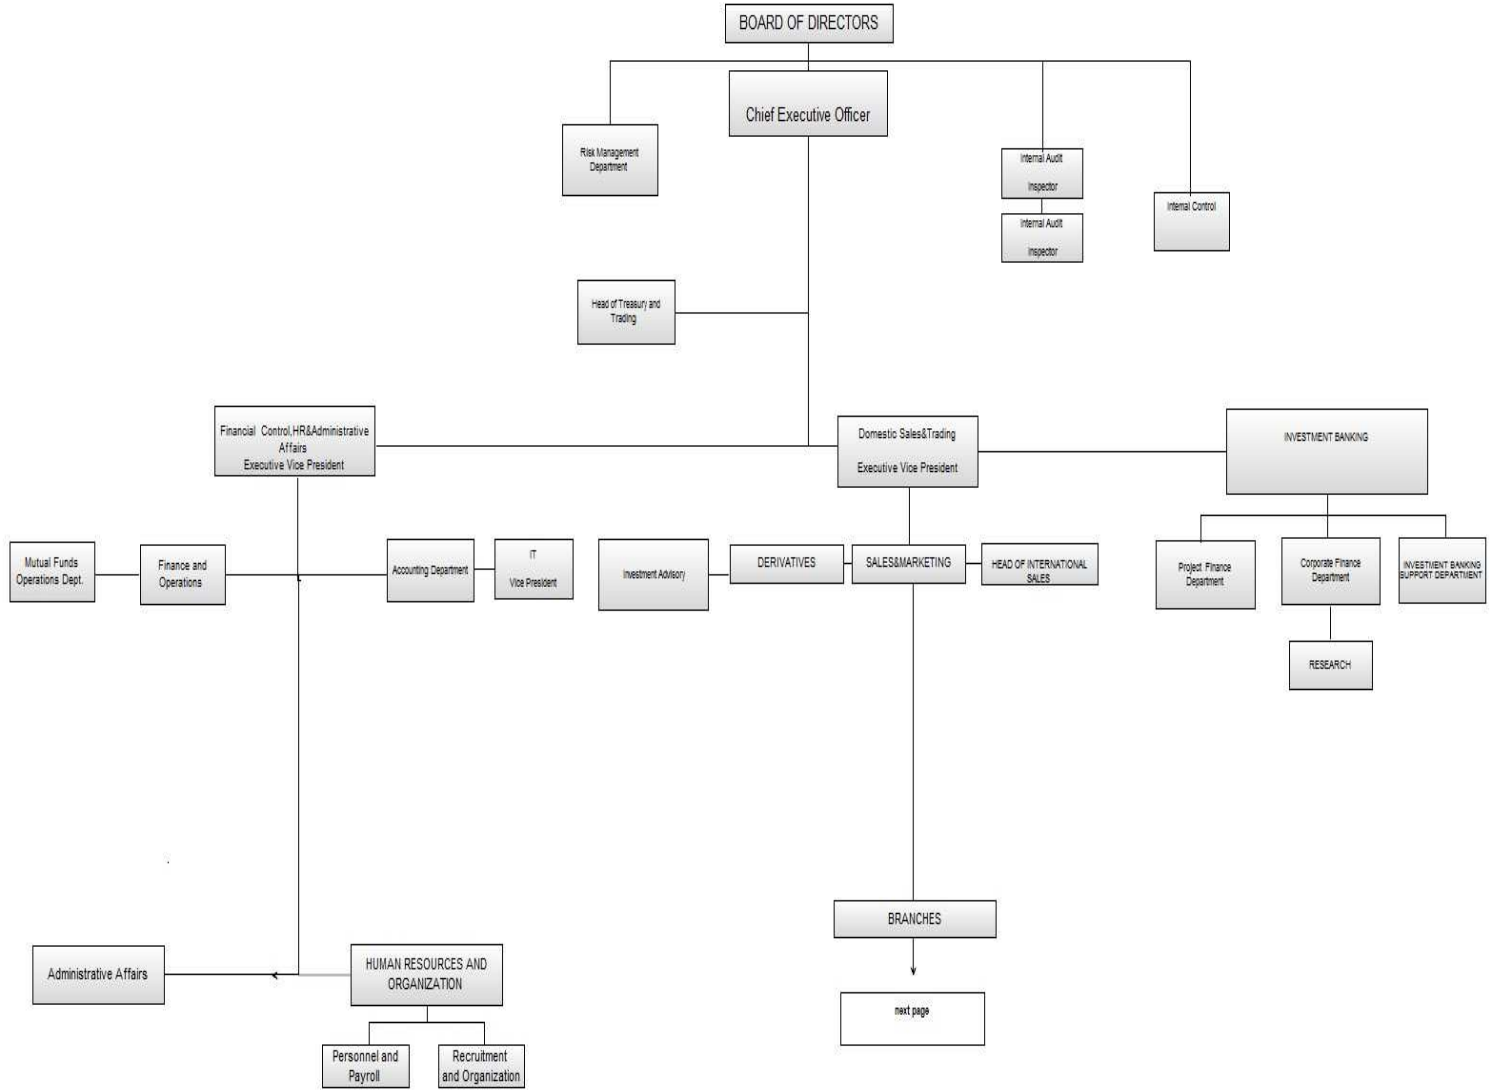 BOARD OF DIRECTORS
Chief Executive Officer
Risk Management
Department
Internal Audit
Inspector
Internal Audit
Inspector
Internal Control
Head of Treasury and
Trading
Financial Control,HR&Administrative
Affairs
Executive Vice President
Domestic Sales&Trading
Executive Vice President
INVESTMENT BANKING
Mutual Funds
Operations Dept.
Finance and
Operations
Accounting Department
IT
Vice President
Investment Advisory
DERIVATIVES
SALES&MARKETING
HEAD OF INTERNATIONAL
SALES
Project Finance
Department
Corporate Finance
Department
INVESTMENT BANKING
SUPPORT DEPARTMENT
RESEARCH
BRANCHES
next page
Administrative Affairs
HUMAN RESOURCES AND
ORGANIZATION
Personnel and
Payroll
Recruitment
and Organization